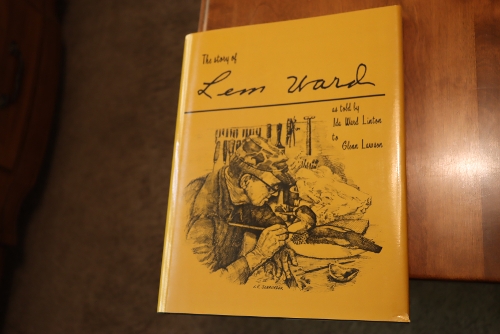 The story of
Lem Ward
as told by
Ida Ward Linton
to
Glenn Lawson